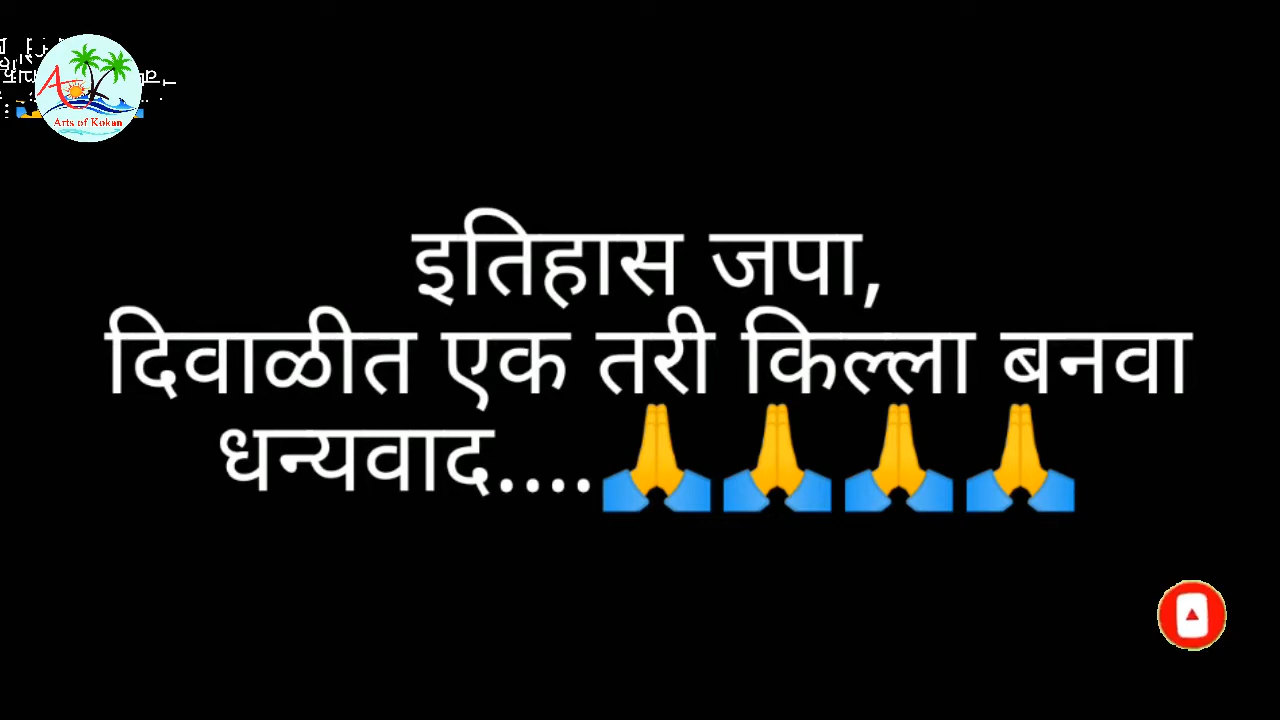 Arts of Kokan
इतिहास जपा,
दिवाळीत एक तरी किल्ला बनवा
धन्यवाद....🙏🙏🙏🙏